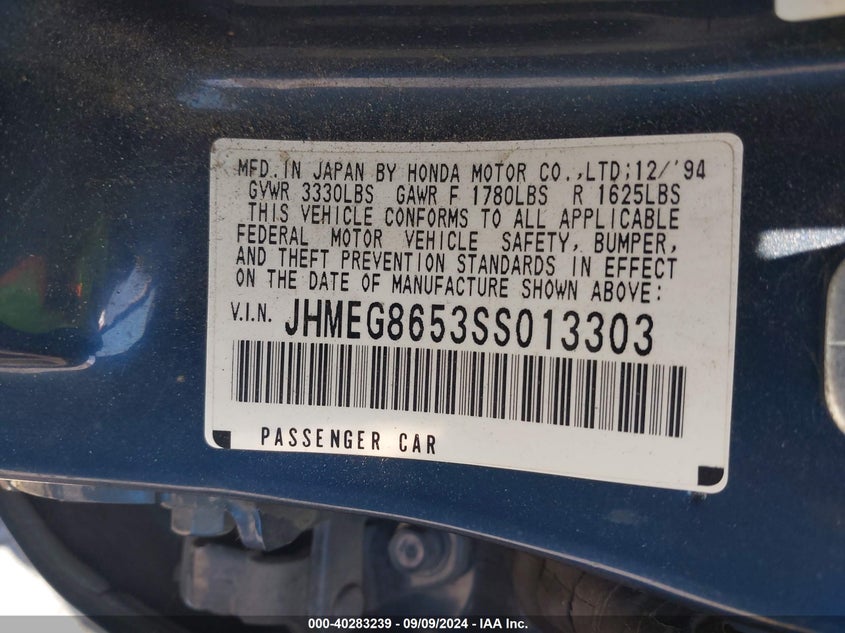 MFD. IN JAPAN BY HONDA MOTOR CO.,LTD;12/'94
GVWR 3330LBS GAWR F 1780LBS R 1625LBS
THIS VEHICLE CONFORMS TO ALL APPLICABLE
FEDERAL MOTOR VEHICLE SAFETY, BUMPER,
AND THEFT PREVENTION STANDARDS IN EFFECT
ON THE DATE OF MANUFACTURE SHOWN ABOVE:
V.I.N. JHMEG8653SS013303
PASSENGER CAR
000-40283239 - 09/09/2024 - IAA Inc.